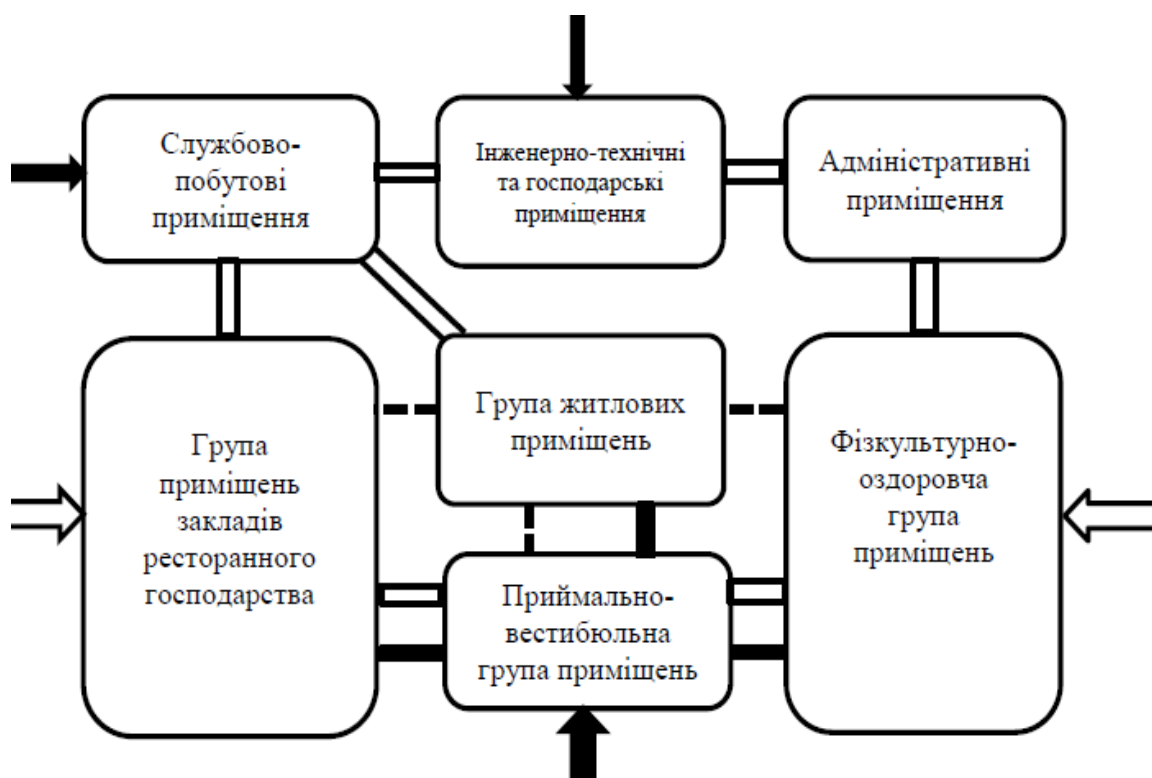 Службово-
побутові
приміщення
Інженерно-технічні
та господарські
приміщення
Адміністративні
приміщення
Група
приміщень
закладів
ресторанного
господарства
Група житлових
приміщень
Фізкультурно-
оздоровча
група
приміщень
Приймально-
вестибюльна
група приміщень